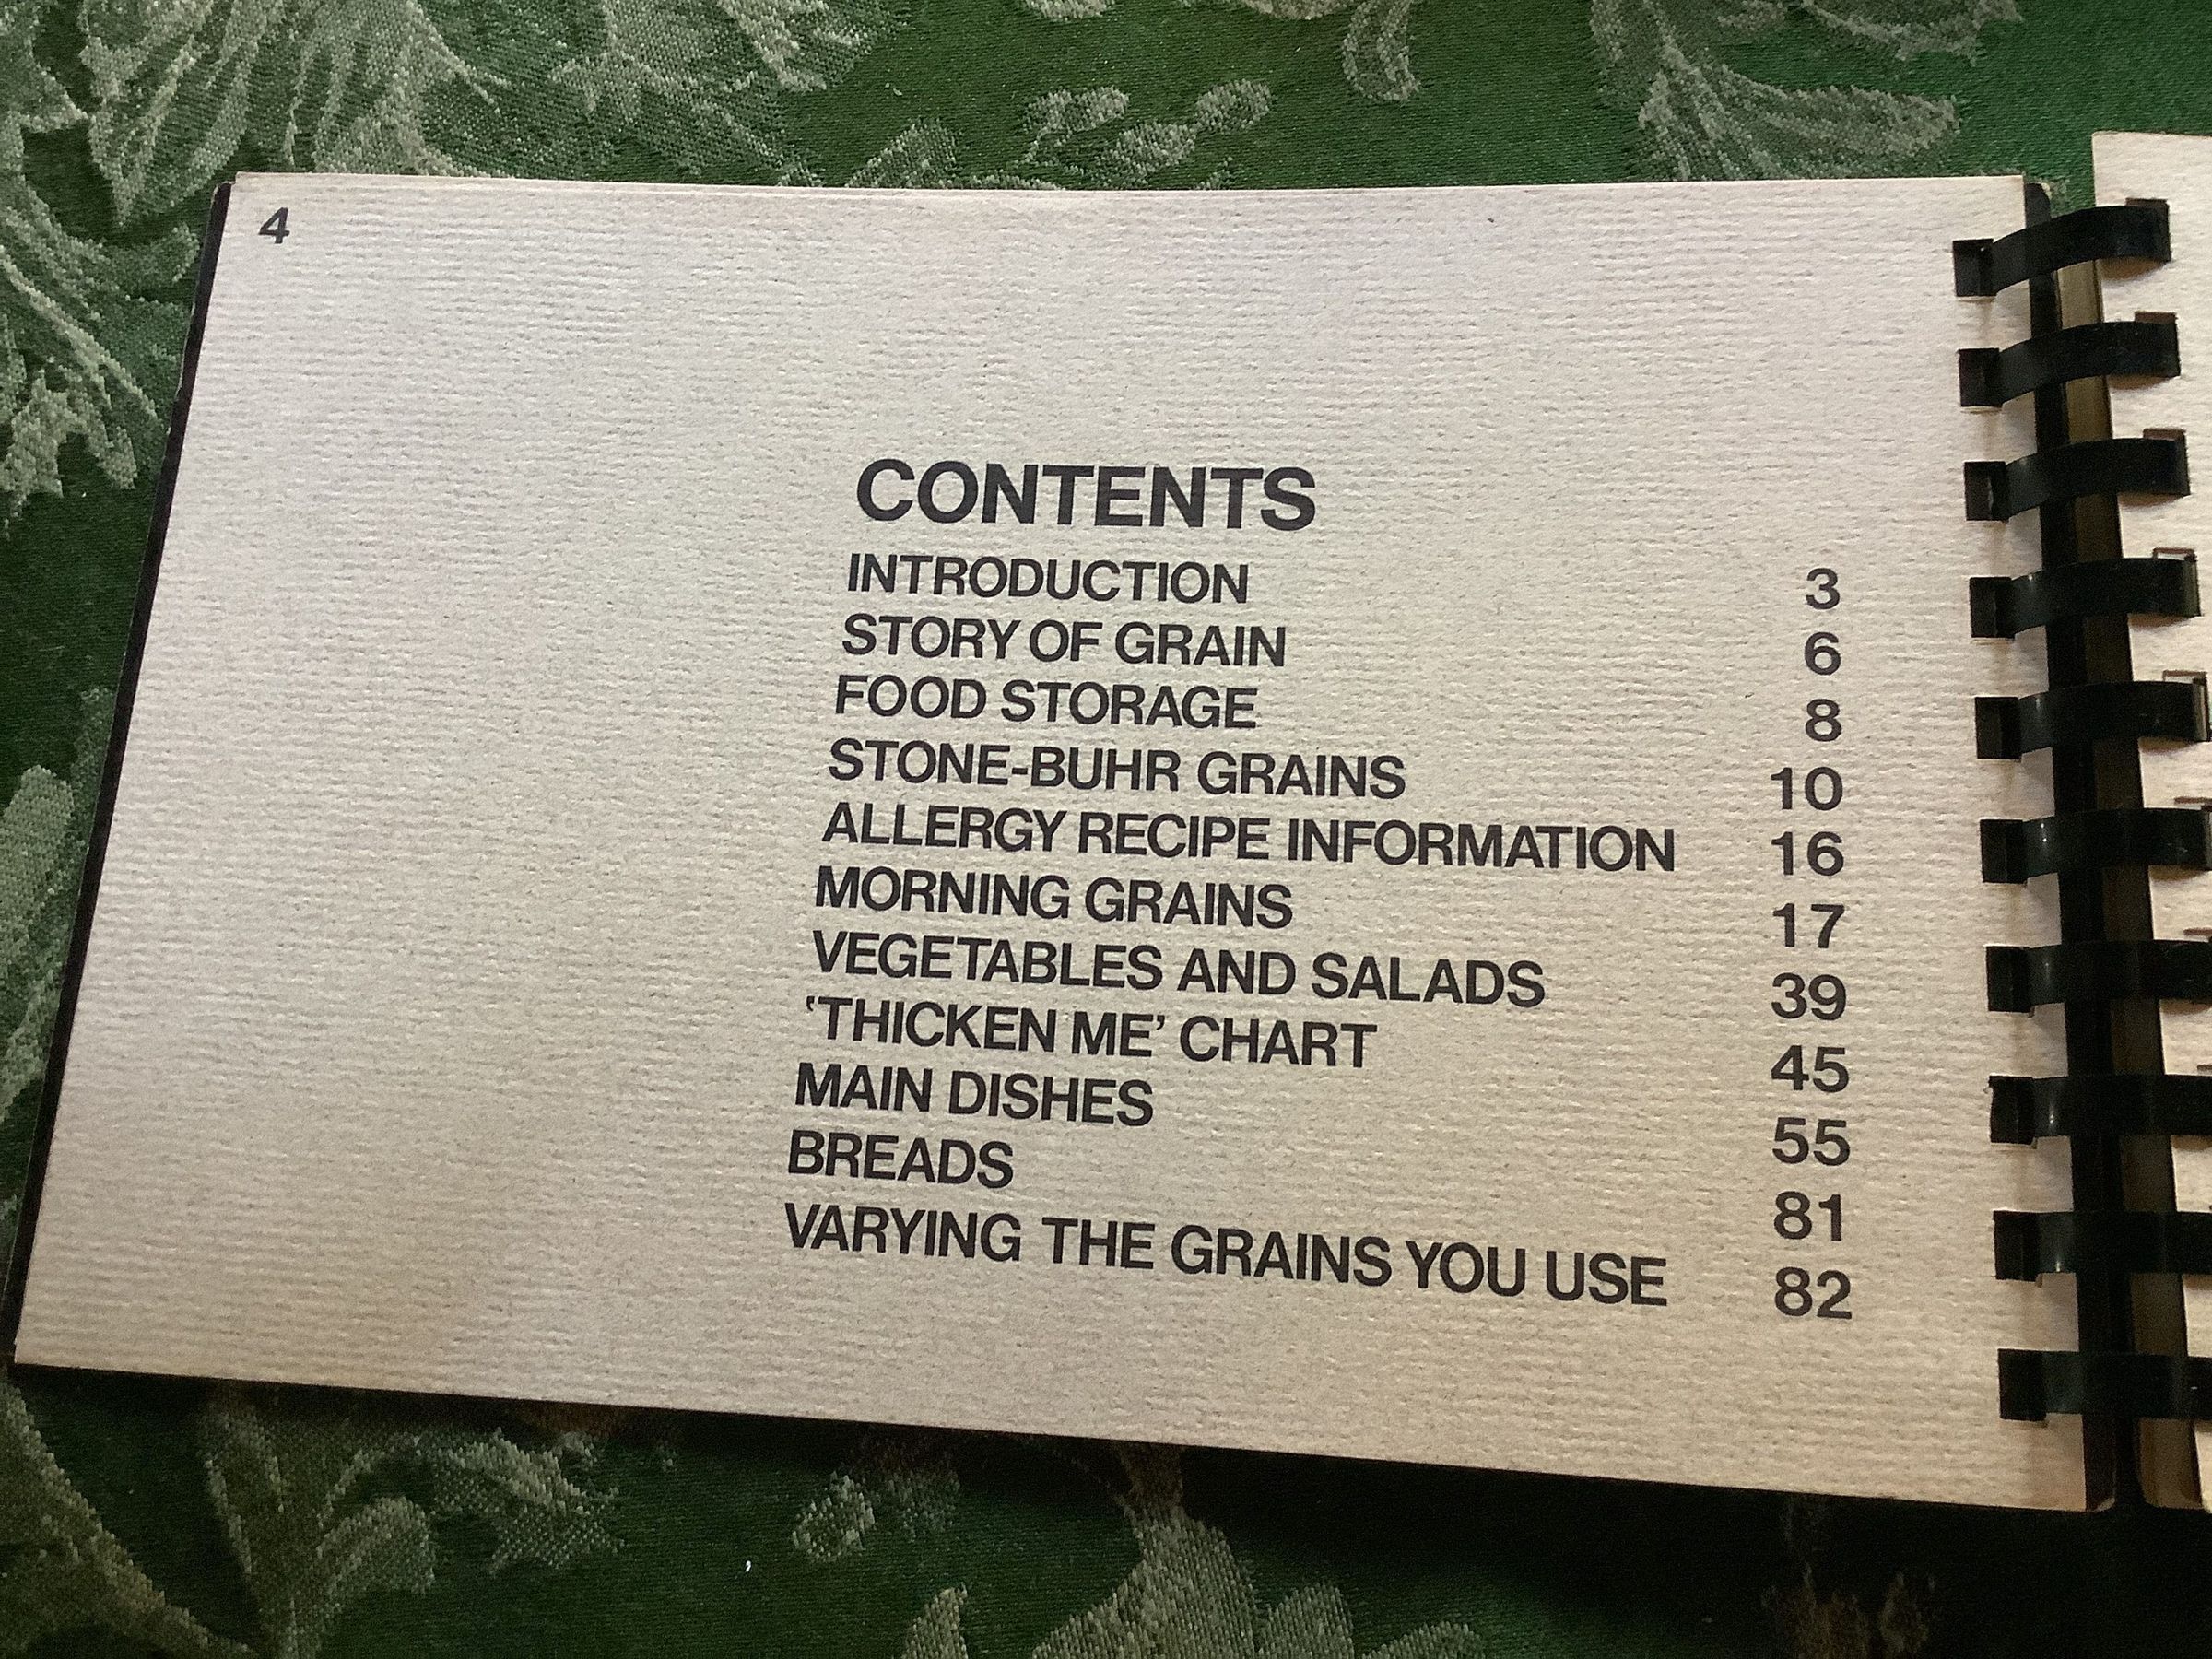 4
CONTENTS
INTRODUCTION 3
STORY OF GRAIN 6
FOOD STORAGE 8
STONE-BUHR GRAINS 10
ALLERGY RECIPE INFORMATION 16
MORNING GRAINS 17
VEGETABLES AND SALADS 39
‘THICKEN ME’ CHART 45
MAIN DISHES 55
BREADS 81
VARYING THE GRAINS YOU USE 82